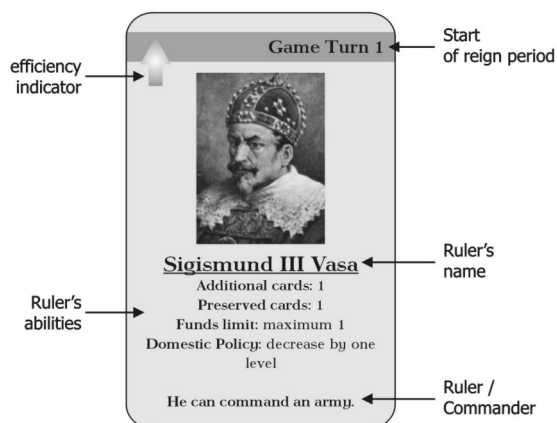 Game Turn 1
Start
of reign period
efficiency
indicator
Sigismund III Vasa
Ruler's
name
Additional cards: 1
Preserved cards: 1
Funds limit: maximum 1
Domestic Policy: decrease by one
level
Ruler's
abilities
He can command an army.
Ruler /
Commander